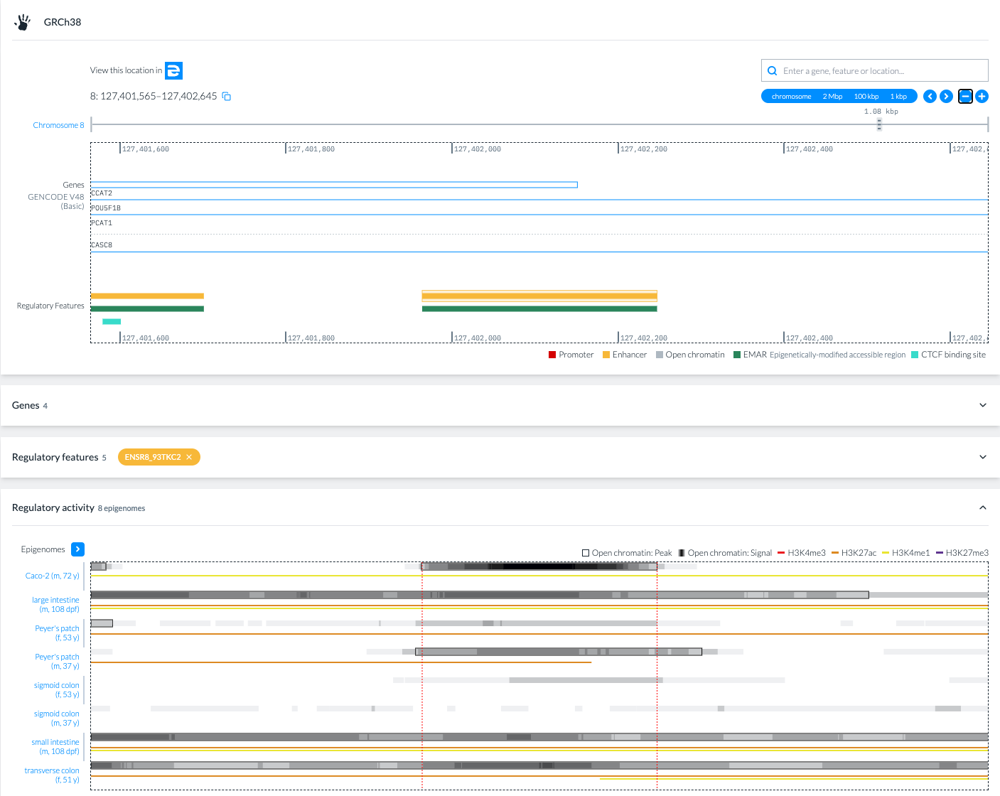 GRCh38
View this location in
Enter a gene, feature or location...
8: 127,401,565–127,402,645
chromosome 2 Mbp 100 kbp 1 kbp
1.08 kbp
Chromosome 8
127,401,600 127,401,800 127,402,000 127,402,200 127,402,400 127,402,
Genes
GENCODE V48
(Basic)
CCAT2
POU5F1B
PCAT1
CASC8
Regulatory Features
127,401,600 127,401,800 127,402,000 127,402,200 127,402,400 127,402,
Promoter Enhancer Open chromatin EMAR Epigenetically-modified accessible region CTCF binding site
Genes 4
Regulatory features 5 ENSR8_93TKC2
Regulatory activity 8 epigenomes
Epigenomes
Open chromatin: Peak Open chromatin: Signal H3K4me3 H3K27ac H3K4me1 H3K27me3
Caco-2 (m, 72 y)
large intestine
(m, 108 dpf)
Peyer's patch
(f, 53 y)
Peyer's patch
(m, 37 y)
sigmoid colon
(f, 53 y)
sigmoid colon
(m, 37 y)
small intestine
(m, 108 dpf)
transverse colon
(f, 51 y)